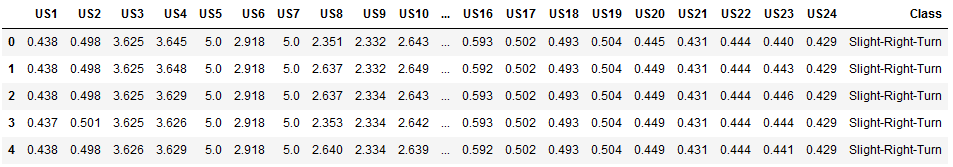 US1 US2 US3 US4 US5 US6 US7 US8 US9 US10 ... US16 US17 US18 US19 US20 US21 US22 US23 US24 Class
0 0.438 0.498 3.625 3.645 5.0 2.918 5.0 2.351 2.332 2.643 ... 0.593 0.502 0.493 0.504 0.445 0.431 0.444 0.440 0.429 Slight-Right-Turn
1 0.438 0.498 3.625 3.648 5.0 2.918 5.0 2.637 2.332 2.649 ... 0.592 0.502 0.493 0.504 0.449 0.431 0.444 0.443 0.429 Slight-Right-Turn
2 0.438 0.498 3.625 3.629 5.0 2.918 5.0 2.637 2.334 2.643 ... 0.593 0.502 0.493 0.504 0.449 0.431 0.444 0.446 0.429 Slight-Right-Turn
3 0.437 0.501 3.625 3.626 5.0 2.918 5.0 2.353 2.334 2.642 ... 0.593 0.502 0.493 0.504 0.449 0.431 0.444 0.444 0.429 Slight-Right-Turn
4 0.438 0.498 3.626 3.629 5.0 2.918 5.0 2.640 2.334 2.639 ... 0.592 0.502 0.493 0.504 0.449 0.431 0.444 0.441 0.429 Slight-Right-Turn